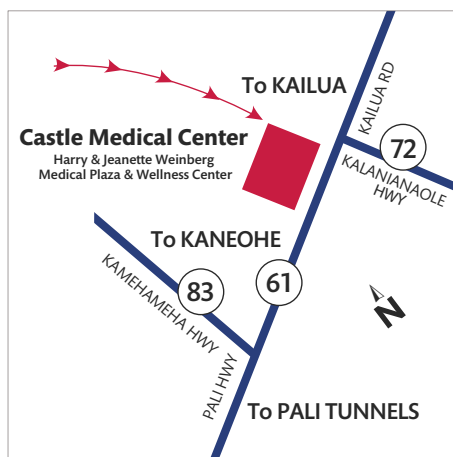 To KAILUA
KAILUA RD
Castle Medical Center
Harry & Jeanette Weinberg
Medical Plaza & Wellness Center
72
KALANIANAOLE
HWY
To KANEOHE
KAMEHAMEHA HWY
83
61
N
PALI HWY
To PALI TUNNELS